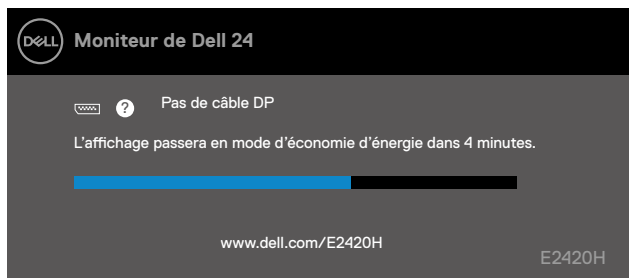 DELL
Moniteur de Dell 24
? Pas de câble DP
L'affichage passera en mode d'économie d'énergie dans 4 minutes.
www.dell.com/E2420H
E2420H